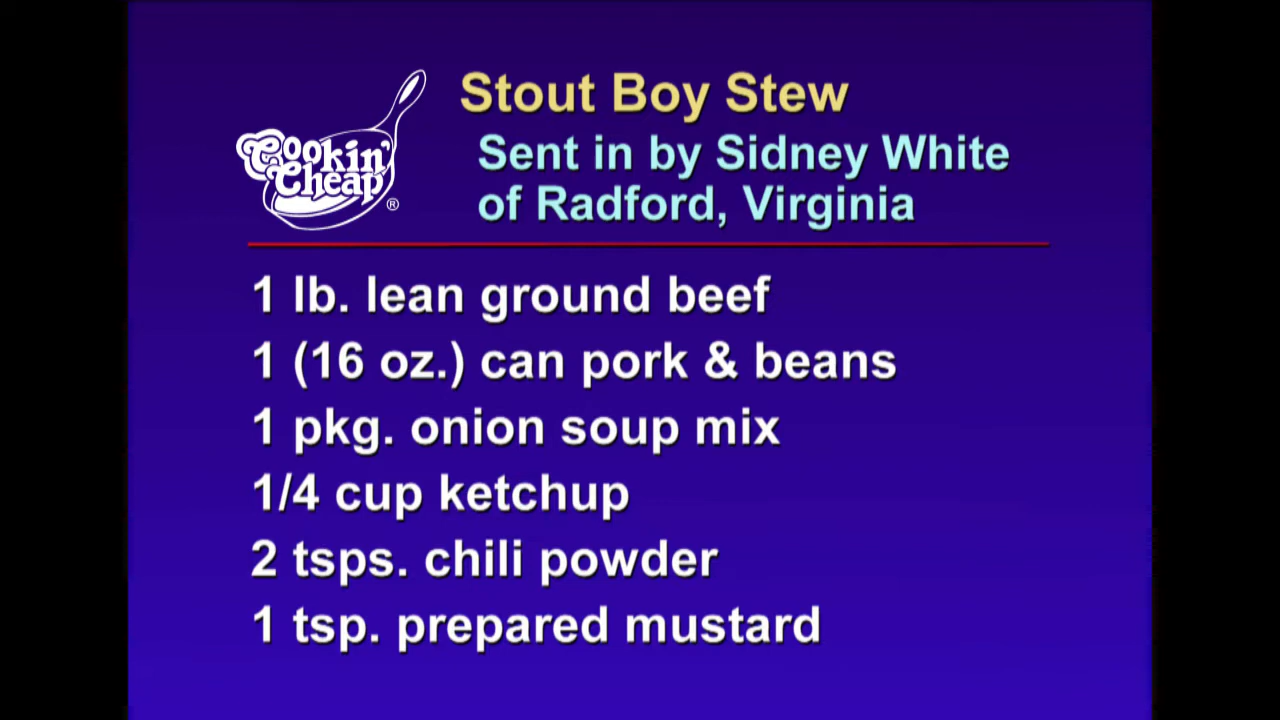 Cookin'
Cheap
®
Stout Boy Stew
Sent in by Sidney White
of Radford, Virginia
1 lb. lean ground beef
1 (16 oz.) can pork & beans
1 pkg. onion soup mix
1/4 cup ketchup
2 tsps. chili powder
1 tsp. prepared mustard